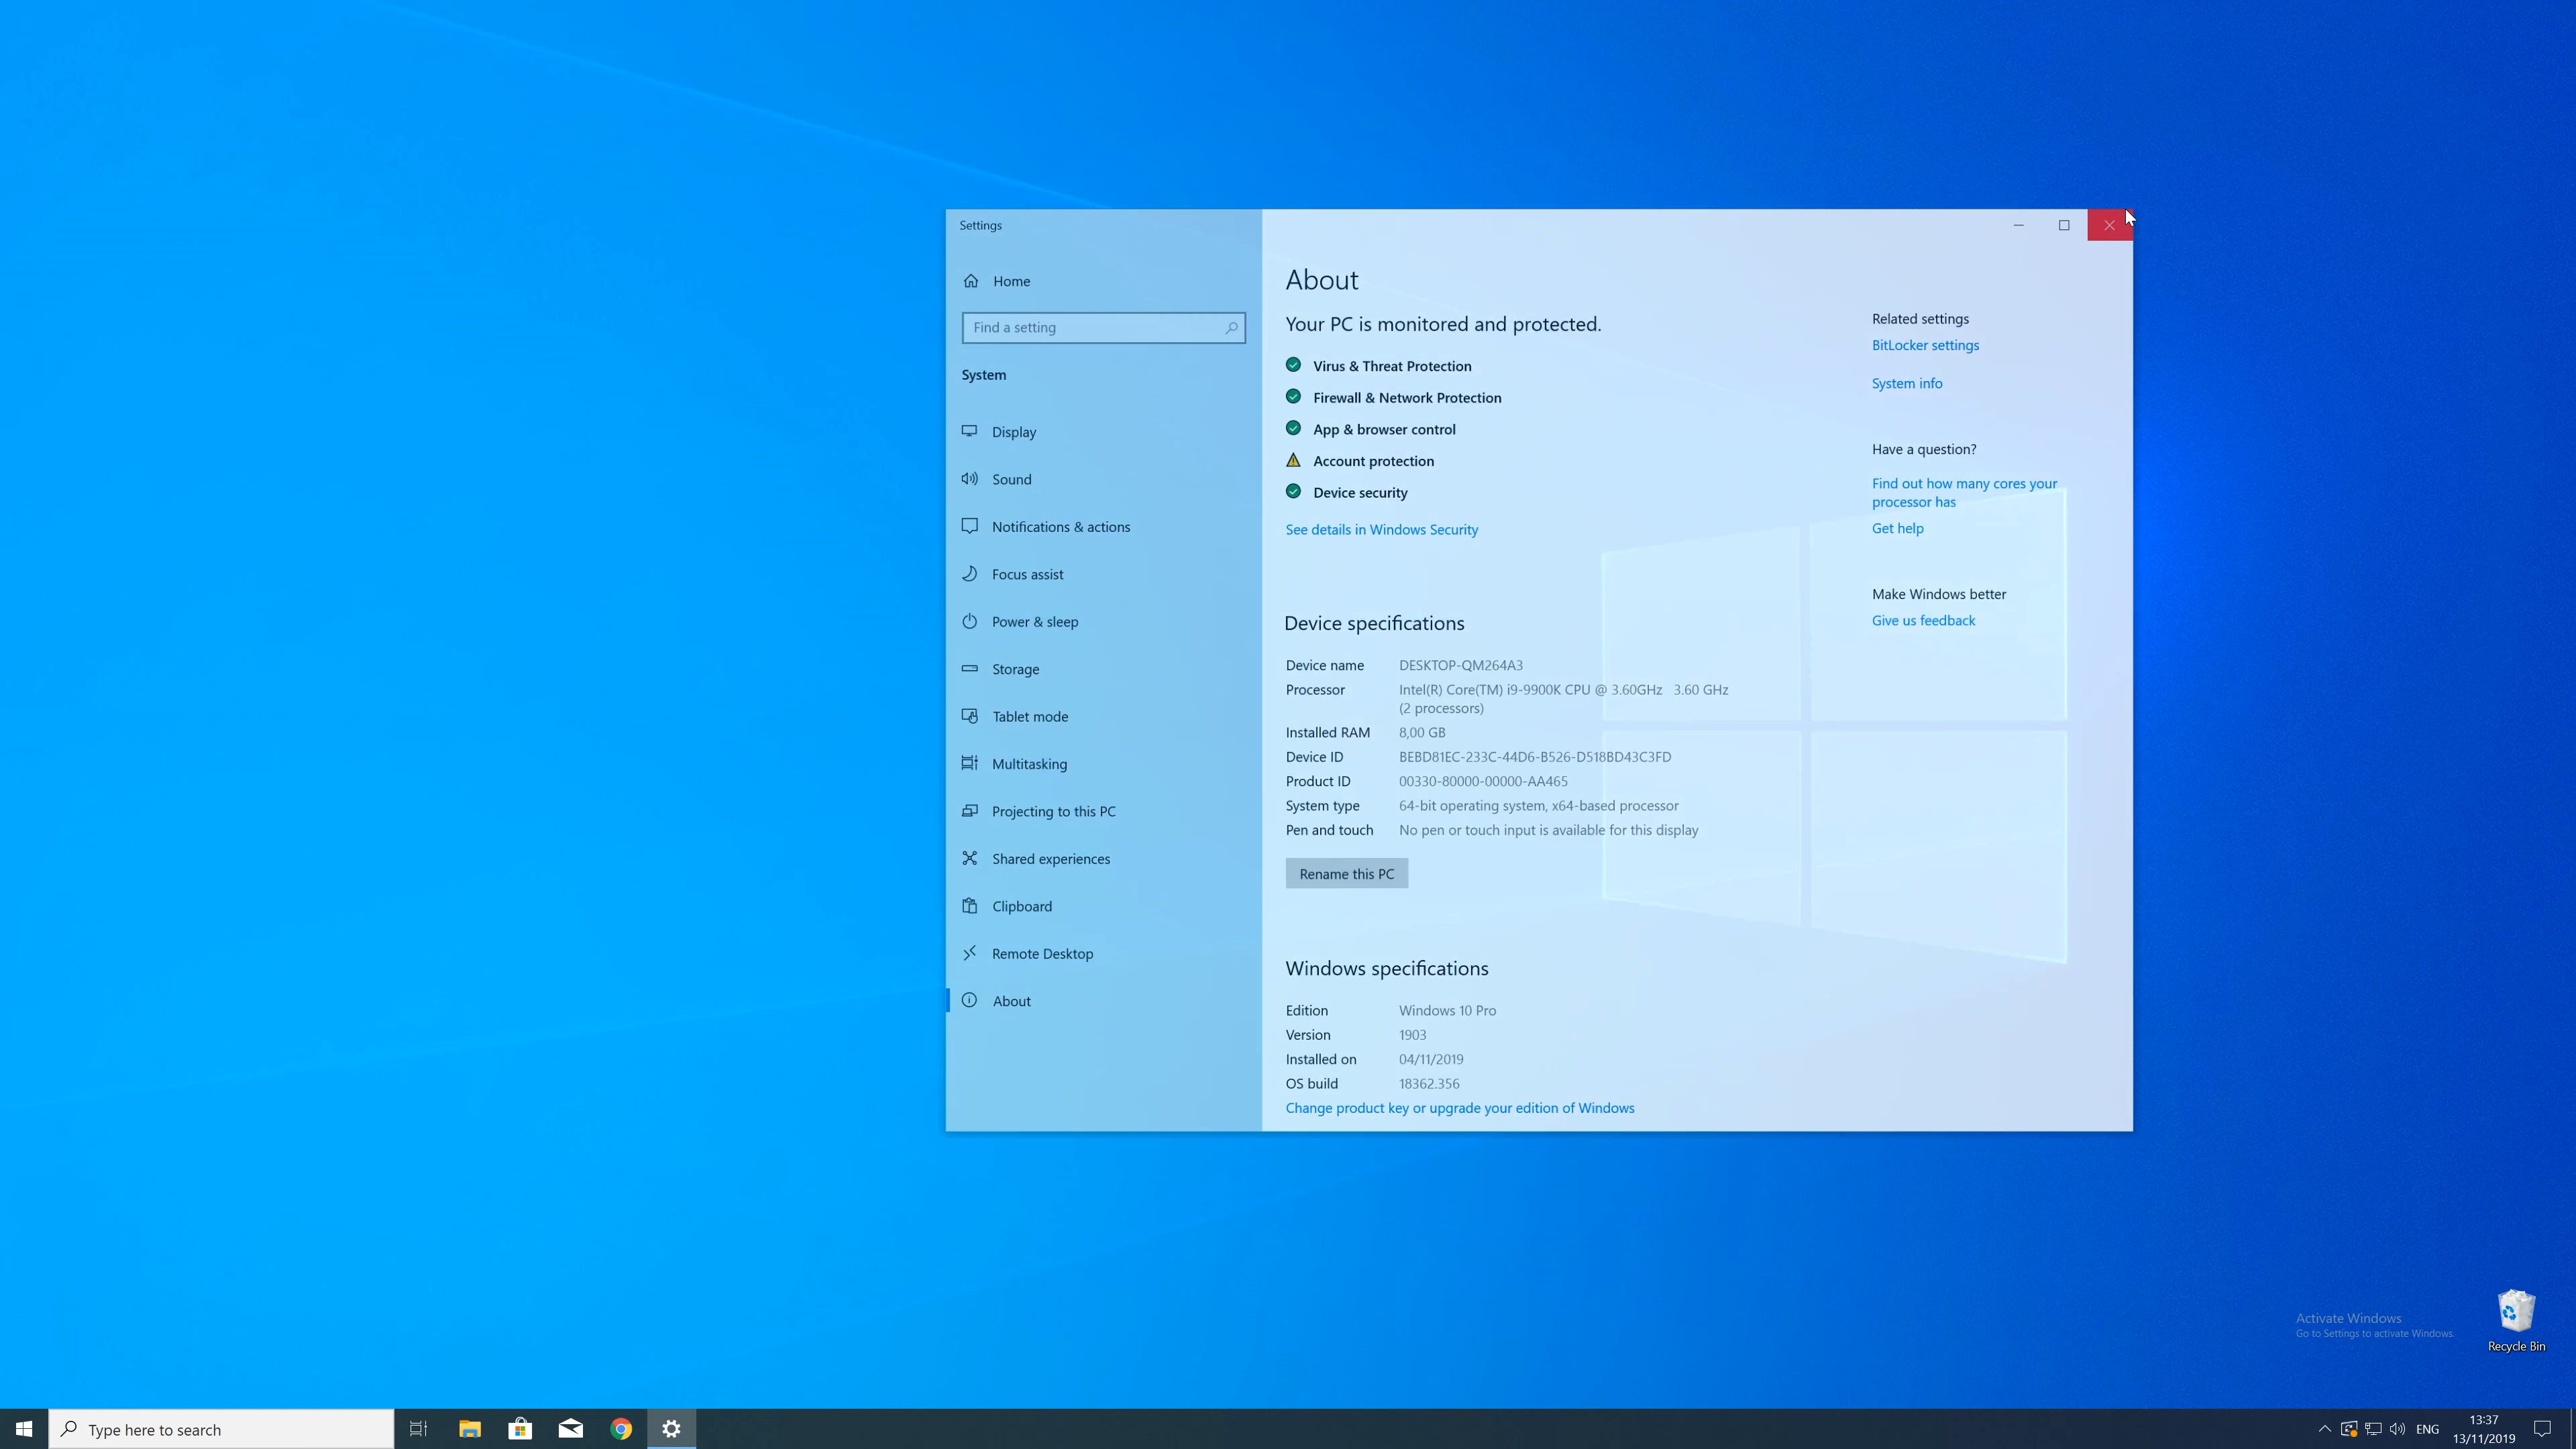 Settings
Home
Find a setting
System
Display
Sound
Notifications & actions
Focus assist
Power & sleep
Storage
Tablet mode
Multitasking
Projecting to this PC
Shared experiences
Clipboard
Remote Desktop
About
About
Your PC is monitored and protected.
Virus & Threat Protection
Firewall & Network Protection
App & browser control
Account protection
Device security
See details in Windows Security
Device specifications
Device name DESKTOP-QM264A3
Processor Intel(R) Core(TM) i9-9900K CPU @ 3.60GHz 3.60 GHz
(2 processors)
Installed RAM 8,00 GB
Device ID BEBD81EC-233C-44D6-B526-D518BD43C3FD
Product ID 00330-80000-00000-AA465
System type 64-bit operating system, x64-based processor
Pen and touch No pen or touch input is available for this display
Rename this PC
Windows specifications
Edition Windows 10 Pro
Version 1903
Installed on 04/11/2019
OS build 18362.356
Change product key or upgrade your edition of Windows
Related settings
BitLocker settings
System info
Have a question?
Find out how many cores your
processor has
Get help
Make Windows better
Give us feedback
Activate Windows
Go to Settings to activate Windows.
Recycle Bin
Type here to search
ENG
13:37
13/11/2019